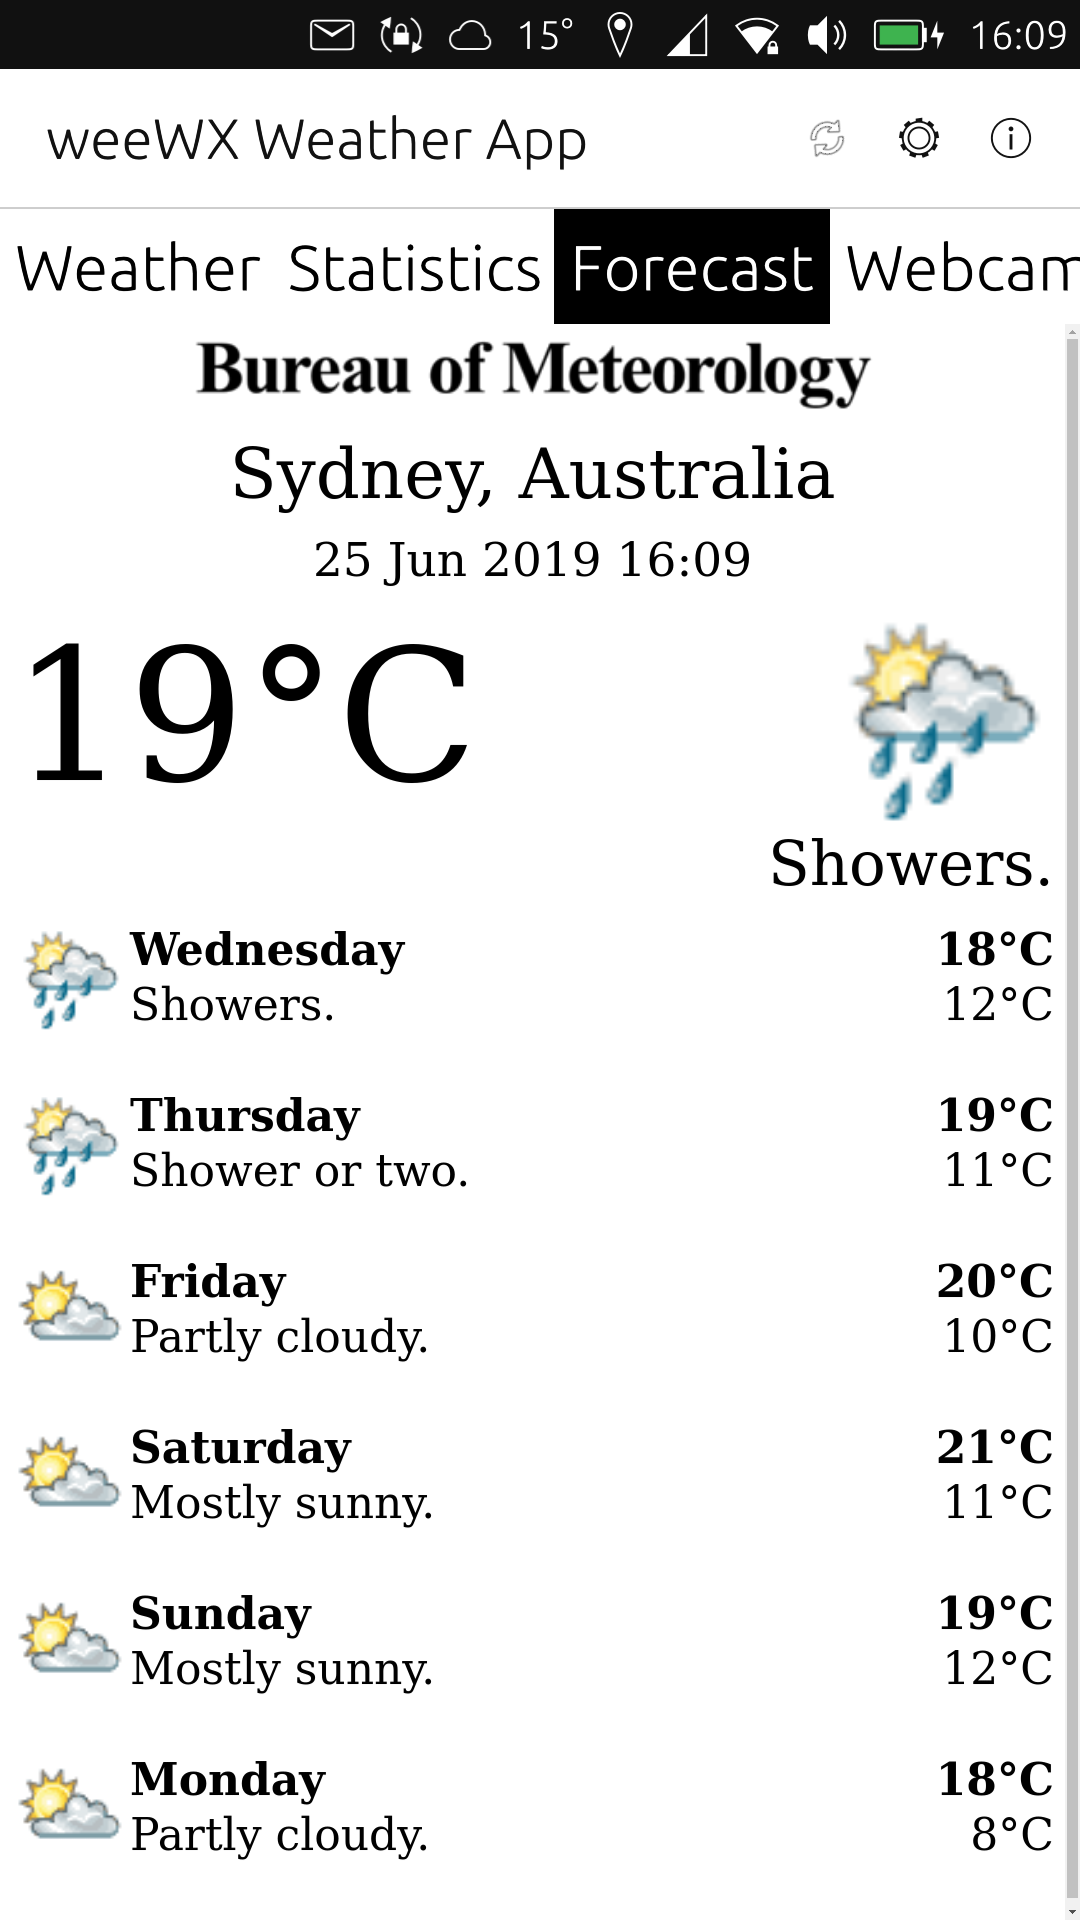 15° 16:09
weeWX Weather App
Weather Statistics Forecast Webcam
Bureau of Meteorology
Sydney, Australia
25 Jun 2019 16:09
19°C
Showers.
Wednesday 18°C
Showers. 12°C
Thursday 19°C
Shower or two. 11°C
Friday 20°C
Partly cloudy. 10°C
Saturday 21°C
Mostly sunny. 11°C
Sunday 19°C
Mostly sunny. 12°C
Monday 18°C
Partly cloudy. 8°C